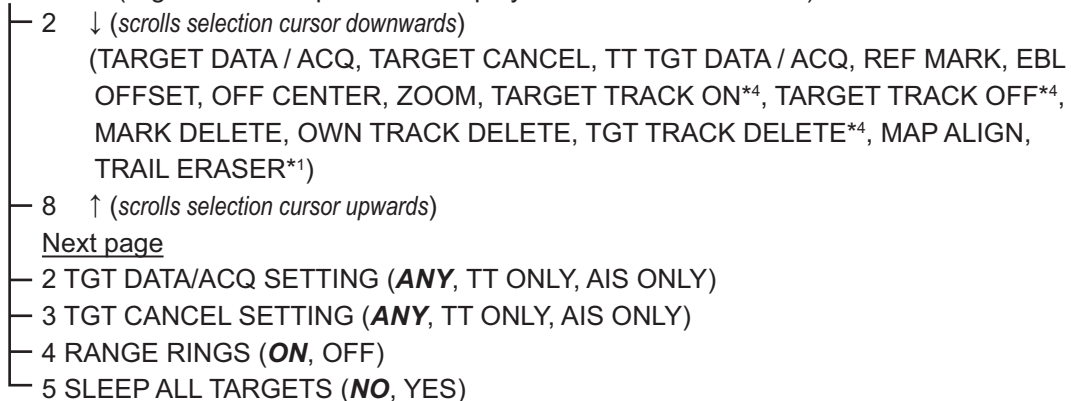 2 ↓ (scrolls selection cursor downwards)
(TARGET DATA / ACQ, TARGET CANCEL, TT TGT DATA / ACQ, REF MARK, EBL
OFFSET, OFF CENTER, ZOOM, TARGET TRACK ON*4, TARGET TRACK OFF*4,
MARK DELETE, OWN TRACK DELETE, TGT TRACK DELETE*4, MAP ALIGN,
TRAIL ERASER*1)
8 ↑ (scrolls selection cursor upwards)
Next page
2 TGT DATA/ACQ SETTING (ANY, TT ONLY, AIS ONLY)
3 TGT CANCEL SETTING (ANY, TT ONLY, AIS ONLY)
4 RANGE RINGS (ON, OFF)
5 SLEEP ALL TARGETS (NO, YES)